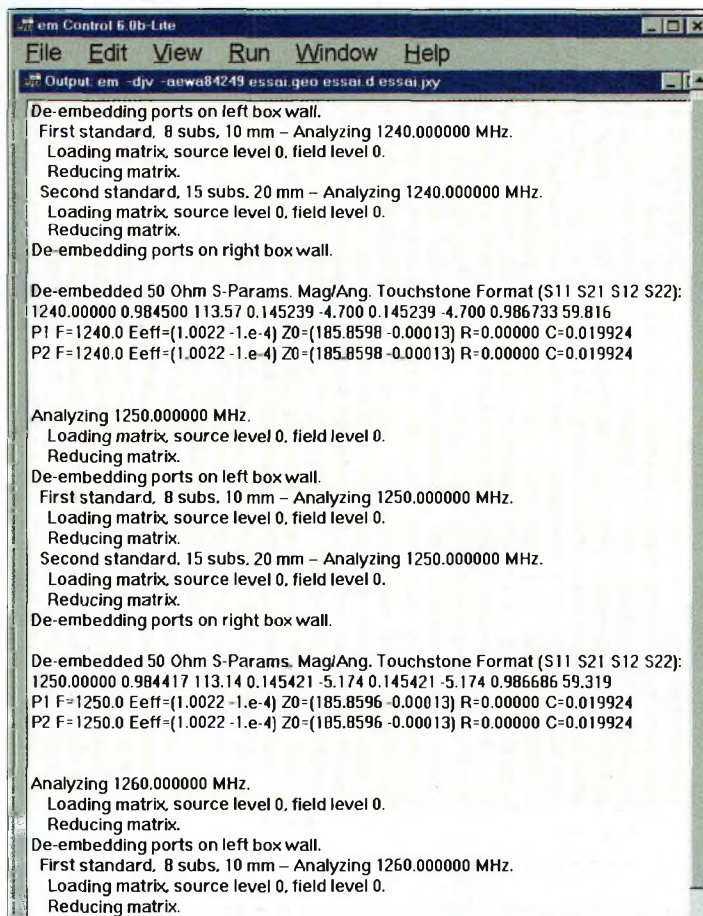 em Control 6.0b-Lite
File Edit View Run Window Help
Output: em -djv -aewa84249 essai.geo essai.d essai.jxy
De-embedding ports on left box wall.
First standard, 8 subs, 10 mm – Analyzing 1240.000000 MHz.
Loading matrix, source level 0, field level 0.
Reducing matrix.
Second standard, 15 subs, 20 mm – Analyzing 1240.000000 MHz.
Loading matrix, source level 0, field level 0.
Reducing matrix.
De-embedding ports on right box wall.
De-embedded 50 Ohm S-Params. Mag/Ang. Touchstone Format (S11 S21 S12 S22):
1240.00000 0.984500 113.57 0.145239 -4.700 0.145239 -4.700 0.986733 59.816
P1 F=1240.0 Eeff=(1.0022 -1.e-4) Z0=(185.8598 -0.00013) R=0.00000 C=0.019924
P2 F=1240.0 Eeff=(1.0022 -1.e-4) Z0=(185.8598 -0.00013) R=0.00000 C=0.019924
Analyzing 1250.000000 MHz.
Loading matrix, source level 0, field level 0.
Reducing matrix.
De-embedding ports on left box wall.
First standard, 8 subs, 10 mm – Analyzing 1250.000000 MHz.
Loading matrix, source level 0, field level 0.
Reducing matrix.
Second standard, 15 subs, 20 mm – Analyzing 1250.000000 MHz.
Loading matrix, source level 0, field level 0.
Reducing matrix.
De-embedding ports on right box wall.
De-embedded 50 Ohm S-Params. Mag/Ang. Touchstone Format (S11 S21 S12 S22):
1250.00000 0.984417 113.14 0.145421 -5.174 0.145421 -5.174 0.986686 59.319
P1 F=1250.0 Eeff=(1.0022 -1.e-4) Z0=(185.8596 -0.00013) R=0.00000 C=0.019924
P2 F=1250.0 Eeff=(1.0022 -1.e-4) Z0=(185.8596 -0.00013) R=0.00000 C=0.019924
Analyzing 1260.000000 MHz.
Loading matrix, source level 0, field level 0.
Reducing matrix.
De-embedding ports on left box wall.
First standard, 8 subs, 10 mm – Analyzing 1260.000000 MHz.
Loading matrix, source level 0, field level 0.
Reducing matrix.